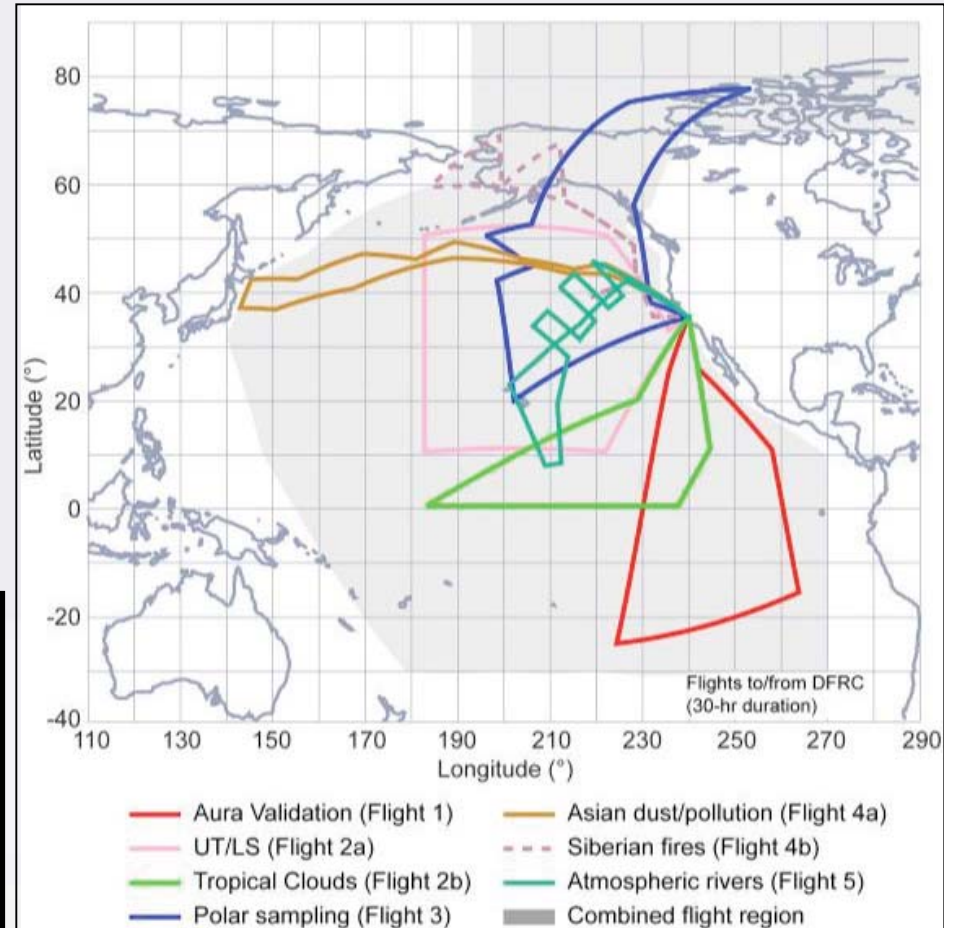 80
60
40
20
0
-20
-40
Latitude (°)
Flights to/from DFRC
(30-hr duration)
110 130 150 170 190 210 230 250 270 290
Longitude (°)
Aura Validation (Flight 1)
UT/LS (Flight 2a)
Tropical Clouds (Flight 2b)
Polar sampling (Flight 3)
Asian dust/pollution (Flight 4a)
Siberian fires (Flight 4b)
Atmospheric rivers (Flight 5)
Combined flight region